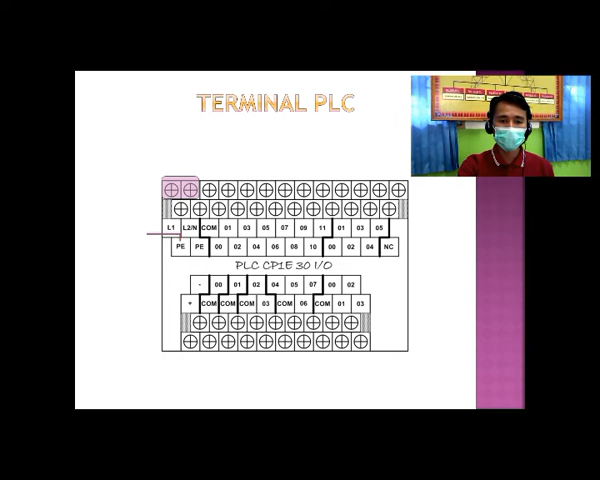 TERMINAL PLC
L1 L2/N COM 01 03 05 07 09 11 01 03 05
PE PE 00 02 04 06 08 10 00 02 04 NC
PLC CP1E 30 I/O
- 00 01 02 04 05 07 00 02
+ COM COM COM 03 COM 06 COM 01 03